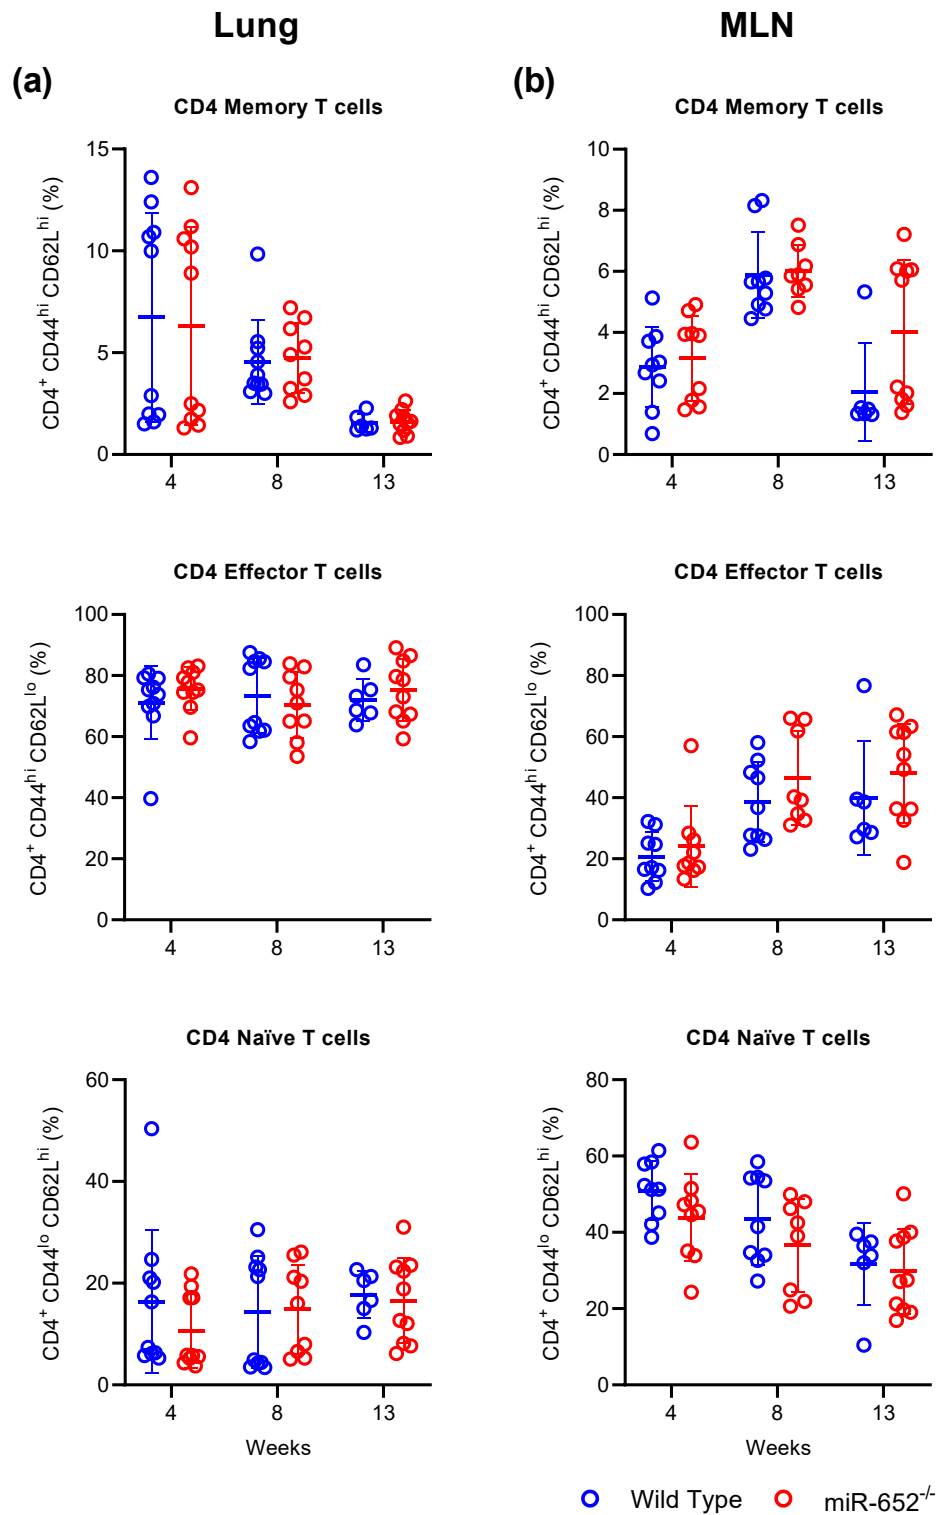 Lung
MLN
(a)
(b)
CD4 Memory T cells
CD4 Memory T cells
CD4⁺ CD44ʰⁱ CD62Lʰⁱ (%)
15
10
5
0
4
8
13
CD4⁺ CD44ʰⁱ CD62Lʰⁱ (%)
10
8
6
4
2
0
4
8
13
CD4 Effector T cells
CD4 Effector T cells
CD4⁺ CD44ʰⁱ CD62Lˡᵒ (%)
100
80
60
40
20
0
4
8
13
CD4⁺ CD44ʰⁱ CD62Lˡᵒ (%)
100
80
60
40
20
0
4
8
13
CD4 Naïve T cells
CD4 Naïve T cells
CD4⁺ CD44ˡᵒ CD62Lʰⁱ (%)
60
40
20
0
4
8
13
Weeks
CD4⁺ CD44ˡᵒ CD62Lʰⁱ (%)
80
60
40
20
0
4
8
13
Weeks
Wild Type
miR-652⁻/⁻